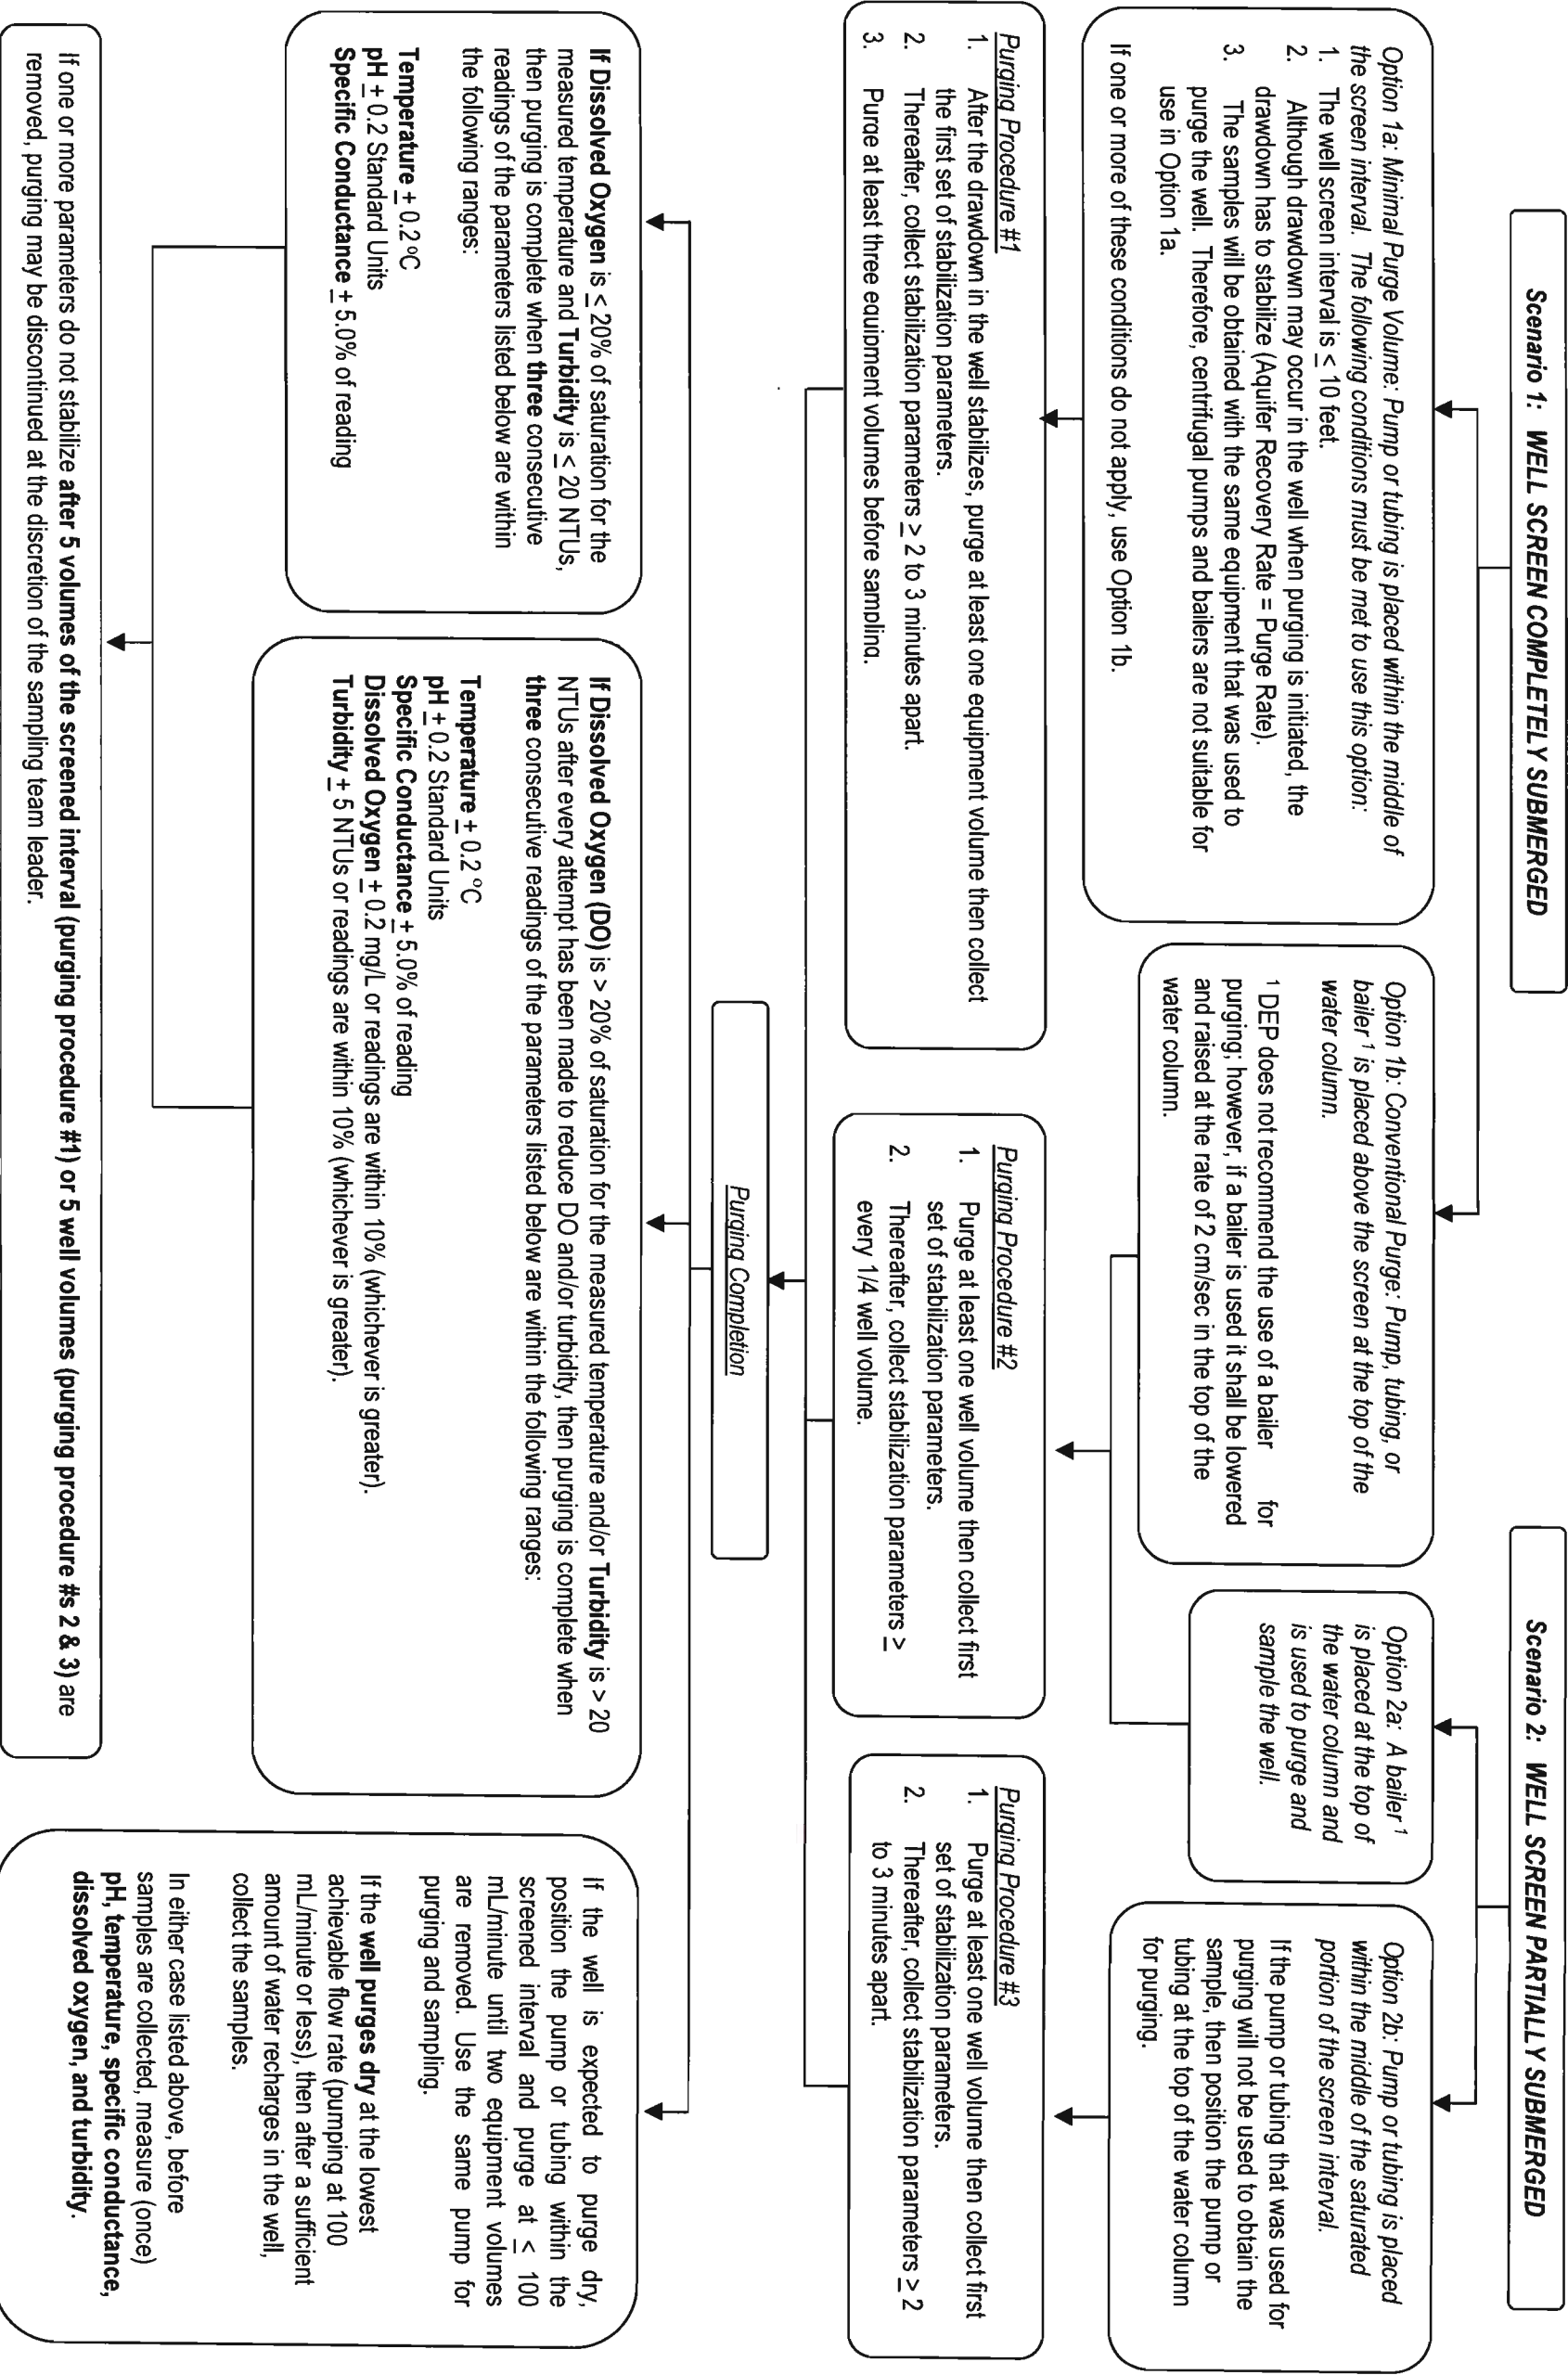 Scenario 1: WELL SCREEN COMPLETELY SUBMERGED
Scenario 2: WELL SCREEN PARTIALLY SUBMERGED
Option 1a: Minimal Purge Volume: Pump or tubing is placed within the middle of
the screen interval. The following conditions must be met to use this option:
1. The well screen interval is ≤ 10 feet.
2. Although drawdown may occur in the well when purging is initiated, the
drawdown has to stabilize (Aquifer Recovery Rate = Purge Rate).
3. The samples will be obtained with the same equipment that was used to
purge the well. Therefore, centrifugal pumps and bailers are not suitable for
use in Option 1a.
If one or more of these conditions do not apply, use Option 1b.
Option 1b: Conventional Purge: Pump, tubing, or
bailer ¹ is placed above the screen at the top of the
water column.
¹ DEP does not recommend the use of a bailer for
purging; however, if a bailer is used it shall be lowered
and raised at the rate of 2 cm/sec in the top of the
water column.
Option 2a: A bailer ¹
is placed at the top of
the water column and
is used to purge and
sample the well.
Option 2b: Pump or tubing is placed
within the middle of the saturated
portion of the screen interval.
If the pump or tubing that was used for
purging will not be used to obtain the
sample, then position the pump or
tubing at the top of the water column
for purging.
Purging Procedure #1
1. After the drawdown in the well stabilizes, purge at least one equipment volume then collect
the first set of stabilization parameters.
2. Thereafter, collect stabilization parameters ≥ 2 to 3 minutes apart.
3. Purge at least three equipment volumes before sampling.
Purging Procedure #2
1. Purge at least one well volume then collect first
set of stabilization parameters.
2. Thereafter, collect stabilization parameters ≥
every 1/4 well volume.
Purging Procedure #3
1. Purge at least one well volume then collect first
set of stabilization parameters.
2. Thereafter, collect stabilization parameters ≥ 2
to 3 minutes apart.
Purging Completion
If Dissolved Oxygen is ≤ 20% of saturation for the
measured temperature and Turbidity is ≤ 20 NTUs,
then purging is complete when three consecutive
readings of the parameters listed below are within
the following ranges:
Temperature ± 0.2 ºC
pH ± 0.2 Standard Units
Specific Conductance ± 5.0% of reading
If Dissolved Oxygen (DO) is > 20% of saturation for the measured temperature and/or Turbidity is > 20
NTUs after every attempt has been made to reduce DO and/or turbidity, then purging is complete when
three consecutive readings of the parameters listed below are within the following ranges:
Temperature ± 0.2 ºC
pH ± 0.2 Standard Units
Specific Conductance ± 5.0% of reading
Dissolved Oxygen ± 0.2 mg/L or readings are within 10% (whichever is greater).
Turbidity ± 5 NTUs or readings are within 10% (whichever is greater).
If the well is expected to purge dry,
position the pump or tubing within the
screened interval and purge at ≤ 100
mL/minute until two equipment volumes
are removed. Use the same pump for
purging and sampling.
If the well purges dry at the lowest
achievable flow rate (pumping at 100
mL/minute or less), then after a sufficient
amount of water recharges in the well,
collect the samples.
In either case listed above, before
samples are collected, measure (once)
pH, temperature, specific conductance,
dissolved oxygen, and turbidity.
If one or more parameters do not stabilize after 5 volumes of the screened interval (purging procedure #1) or 5 well volumes (purging procedure #s 2 & 3) are
removed, purging may be discontinued at the discretion of the sampling team leader.